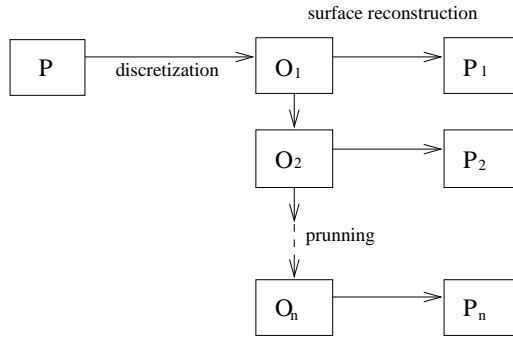 surface reconstruction
P
discretization
O1
P1
O2
P2
prunning
On
Pn